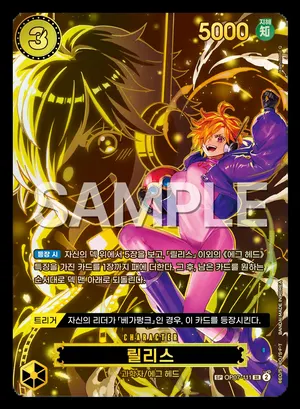 3
5000
지혜
知
SAMPLE
등장 시 자신의 덱 위에서 5장을 보고, 「릴리스」 이외의 《에그 헤드》
특징을 가진 카드를 1장까지 패에 더한다. 그 후, 남은 카드를 원하는
순서대로 덱 맨 아래로 되돌린다.
트리거 자신의 리더가 「베가펑크」인 경우, 이 카드를 등장시킨다.
CHARACTER
릴리스
과학자/에그 헤드
SP OP07-111 SR 2